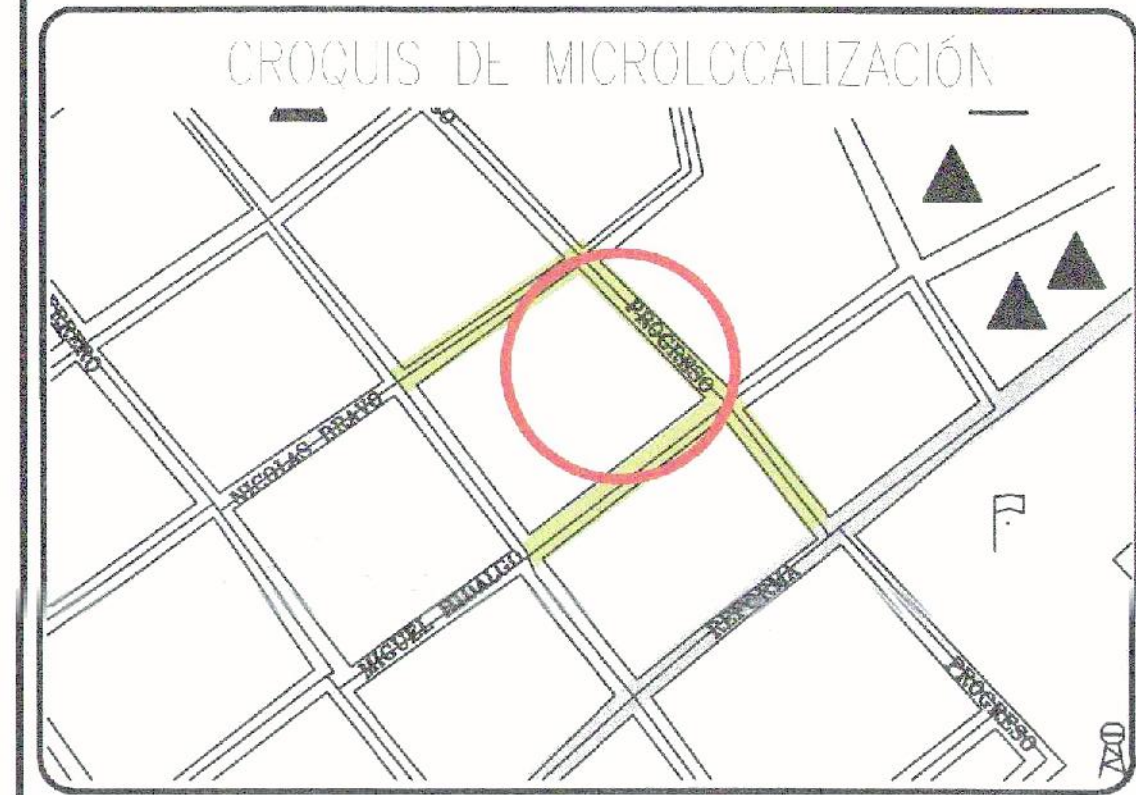 CROQUIS DE MICROLOCALIZACIÓN
PROGRESO
NICOLAS BRAVO
MIGUEL HIDALGO
REFORMA
PROGRESO